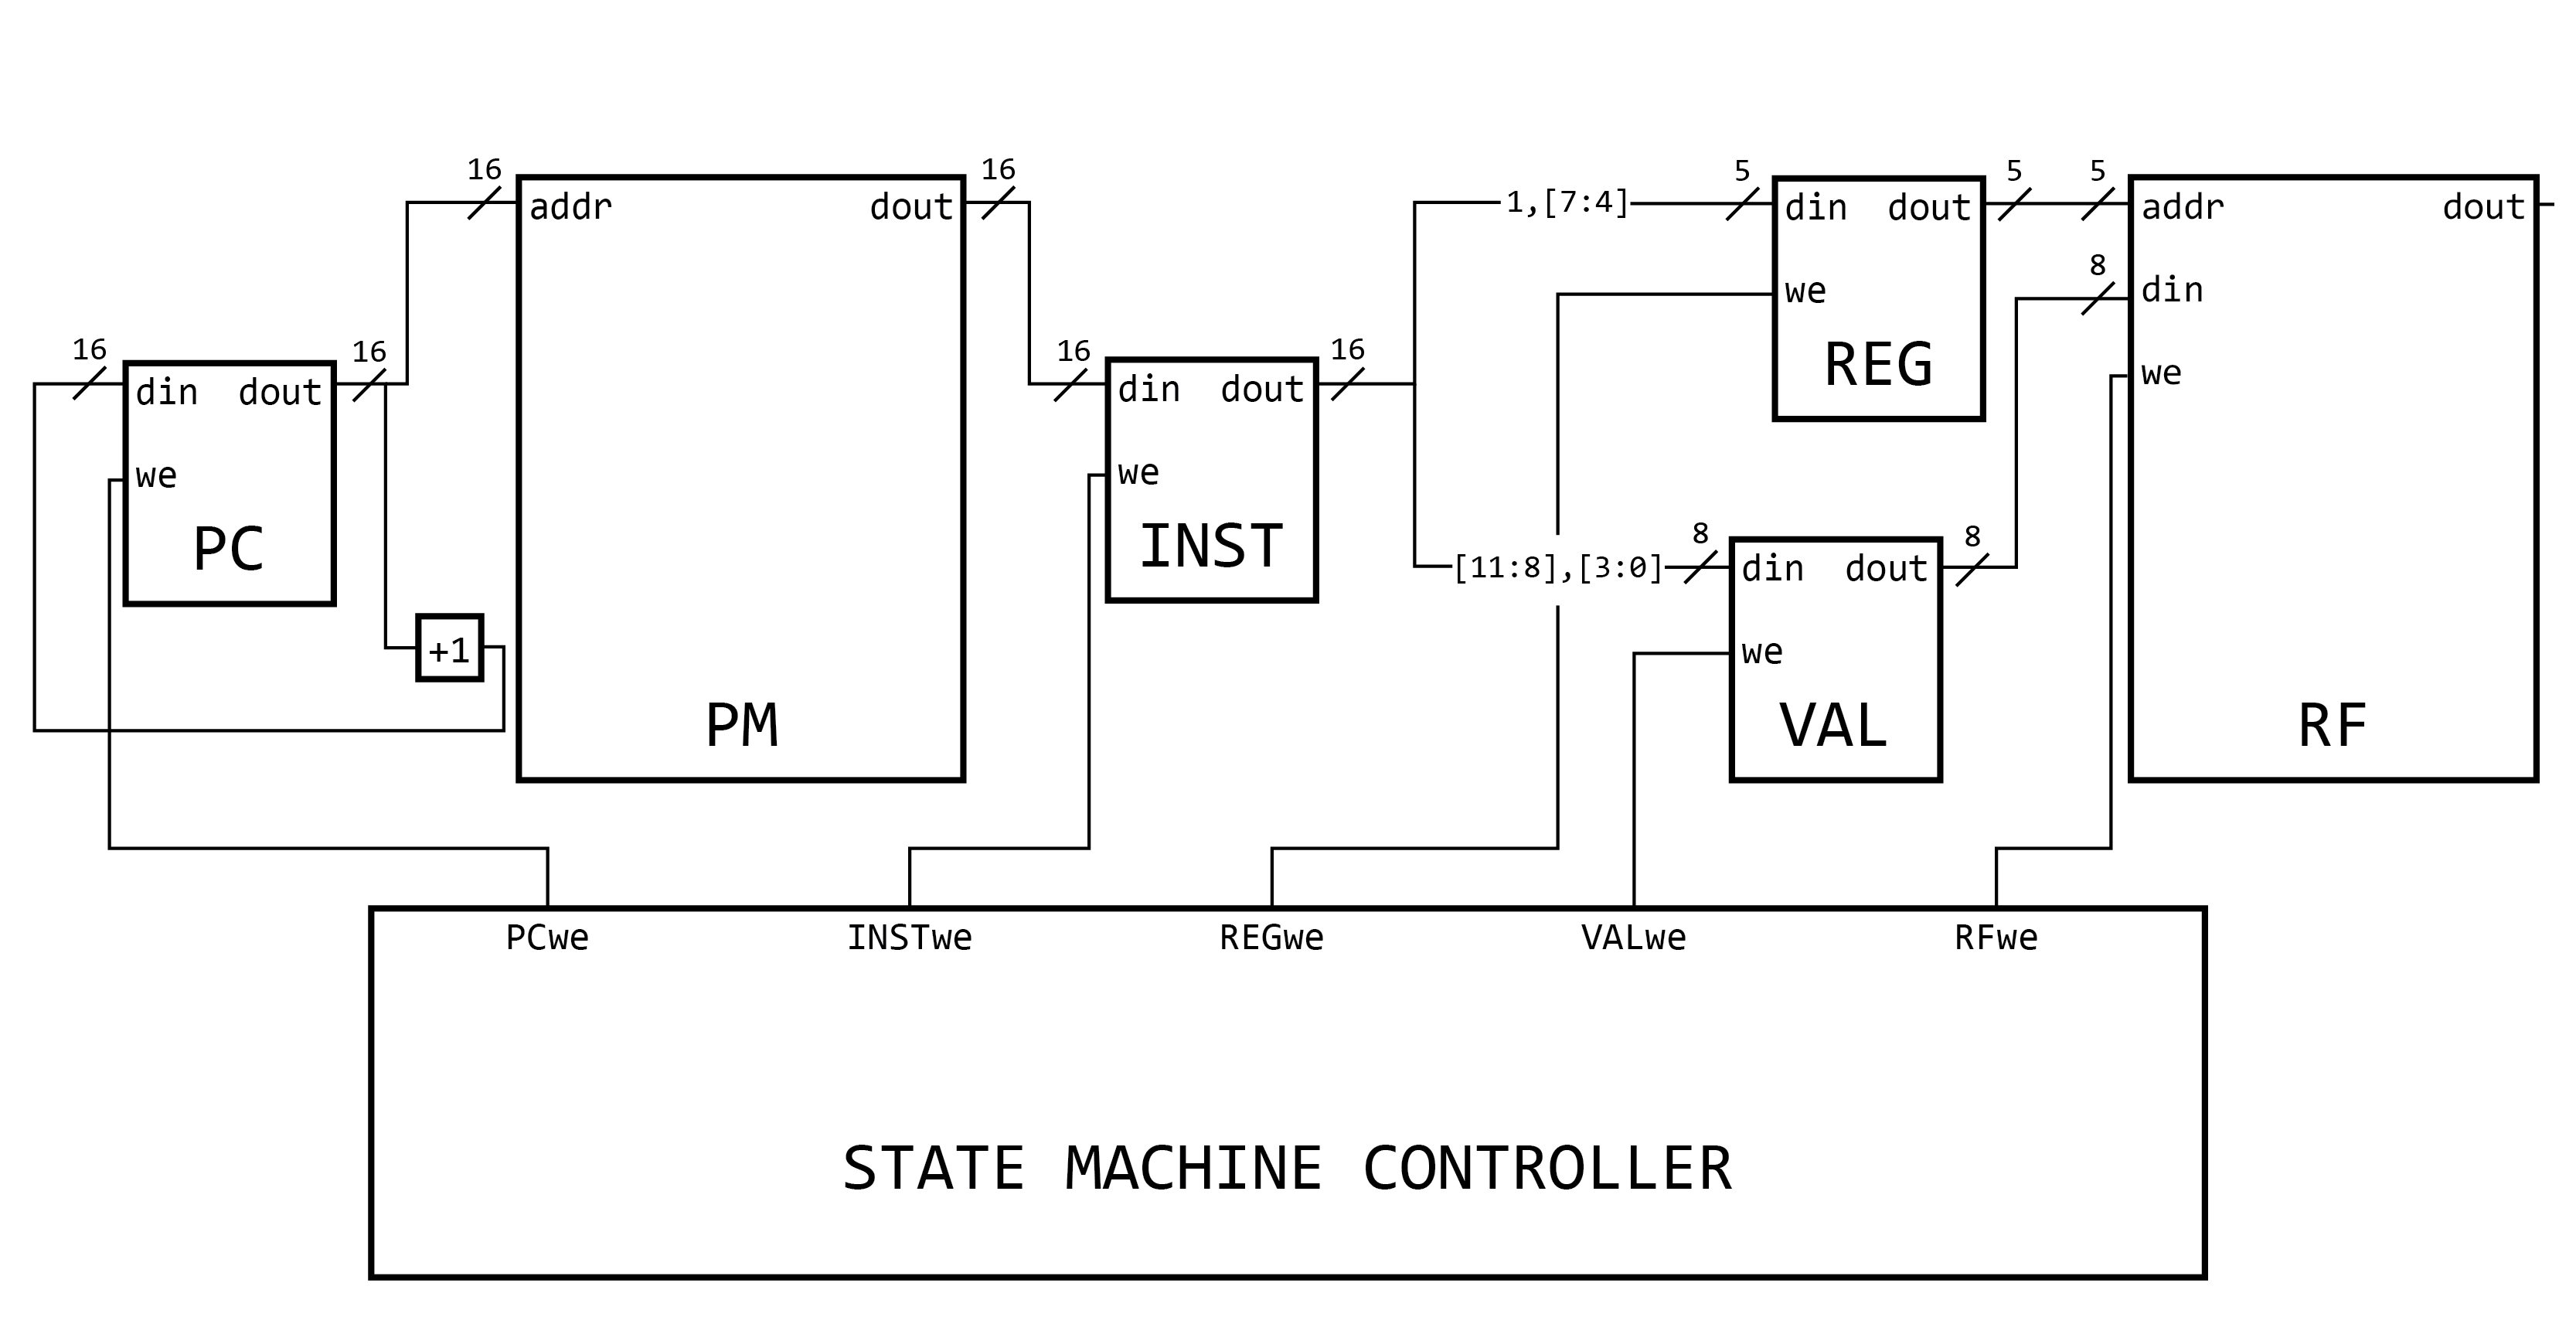 16
16
16
16
addr
dout
PM
din
dout
we
PC
+1
16
16
din
dout
we
INST
1,[7:4]
5
5
5
din
dout
we
REG
[11:8],[3:0]
8
8
8
din
dout
we
VAL
addr
dout
din
we
RF
PCwe
INSTwe
REGwe
VALwe
RFwe
STATE MACHINE CONTROLLER